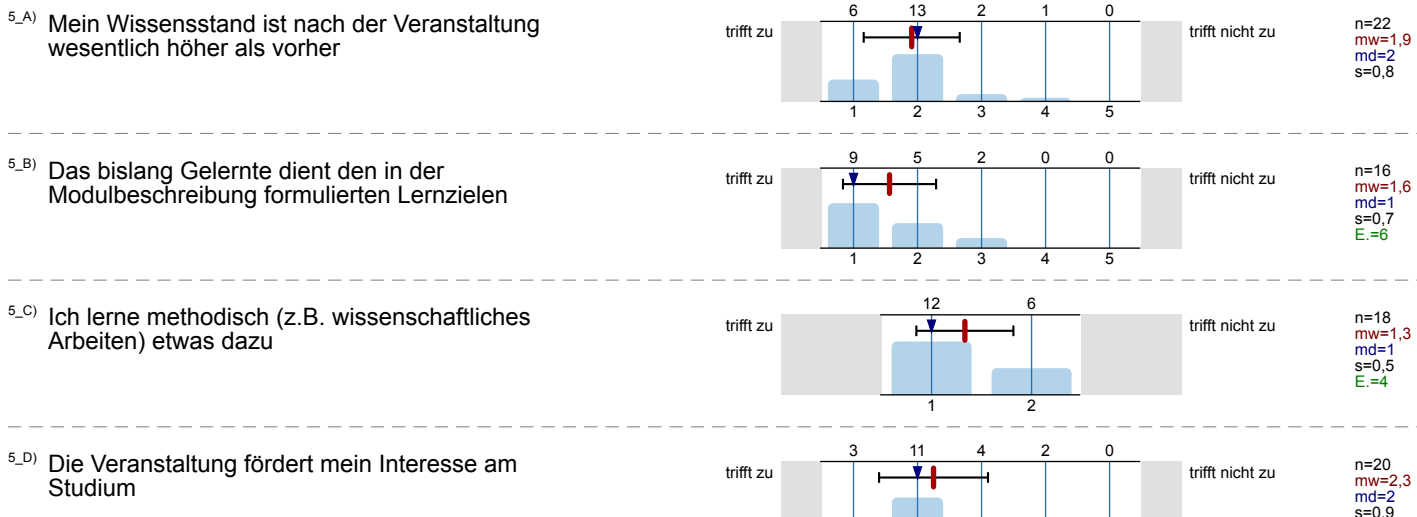 5_A) Mein Wissensstand ist nach der Veranstaltung
wesentlich höher als vorher
6 13 2 1 0
trifft zu
trifft nicht zu
1 2 3 4 5
n=22
mw=1,9
md=2
s=0,8
5_B) Das bislang Gelernte dient den in der
Modulbeschreibung formulierten Lernzielen
9 5 2 0 0
trifft zu
trifft nicht zu
1 2 3 4 5
n=16
mw=1,6
md=1
s=0,7
E.=6
5_C) Ich lerne methodisch (z.B. wissenschaftliches
Arbeiten) etwas dazu
12 6
trifft zu
trifft nicht zu
1 2
n=18
mw=1,3
md=1
s=0,5
E.=4
5_D) Die Veranstaltung fördert mein Interesse am
Studium
3 11 4 2 0
trifft zu
trifft nicht zu
n=20
mw=2,3
md=2
s=0,9